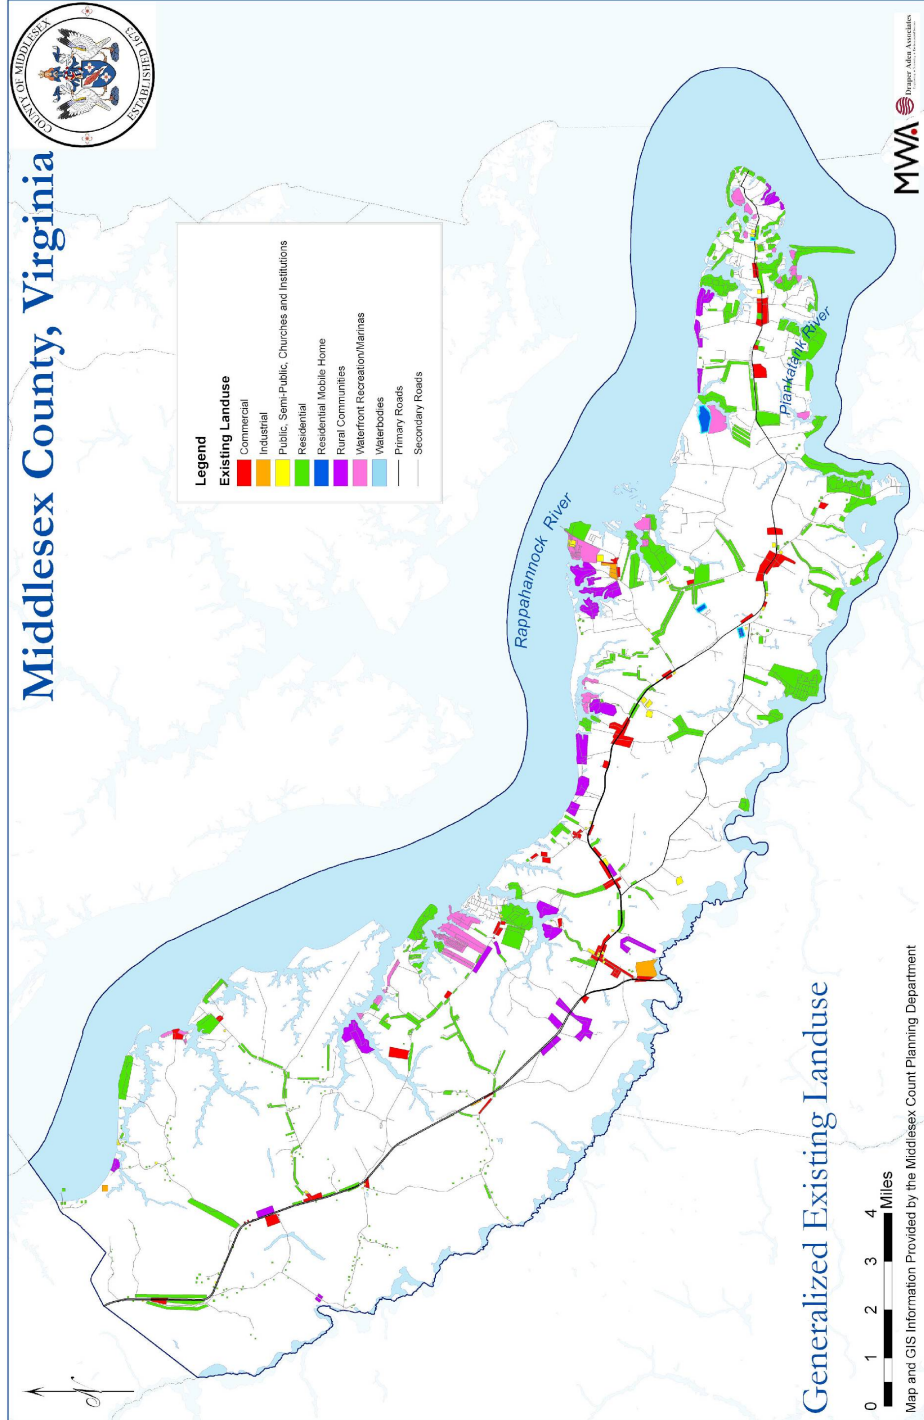 Middlesex County, Virginia
COUNTY OF MIDDLESEX
ESTABLISHED 1673
Legend
Existing Landuse
Commercial
Industrial
Public, Semi-Public, Churches and Institutions
Residential
Residential Mobile Home
Rural Communities
Waterfront Recreation/Marinas
Waterbodies
Primary Roads
Secondary Roads
Rappahannock River
Piankatank River
Generalized Existing Landuse
0 1 2 3 4
Miles
Map and GIS Information Provided by the Middlesex Count Planning Department
MWA
Draper Aden Associates